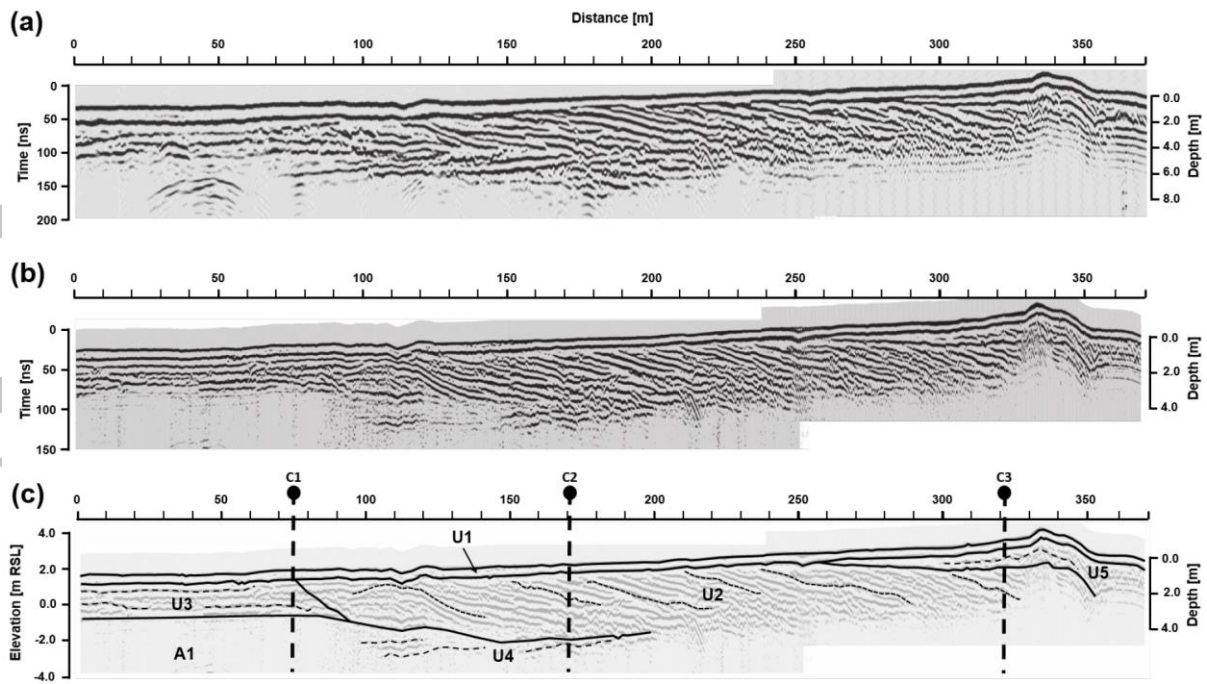 (a)
Distance [m]
0 50 100 150 200 250 300 350
0
50
100
150
200
Time [ns]
0.0
2.0
4.0
6.0
8.0
Depth [m]
(b)
0 50 100 150 200 250 300 350
0
50
100
150
Time [ns]
0.0
2.0
4.0
Depth [m]
(c)
C1 C2 C3
0 50 100 150 200 250 300 350
4.0
2.0
0.0
-2.0
-4.0
Elevation [m RSL]
U1
U2
U3
U4
U5
A1
0.0
2.0
4.0
Depth [m]